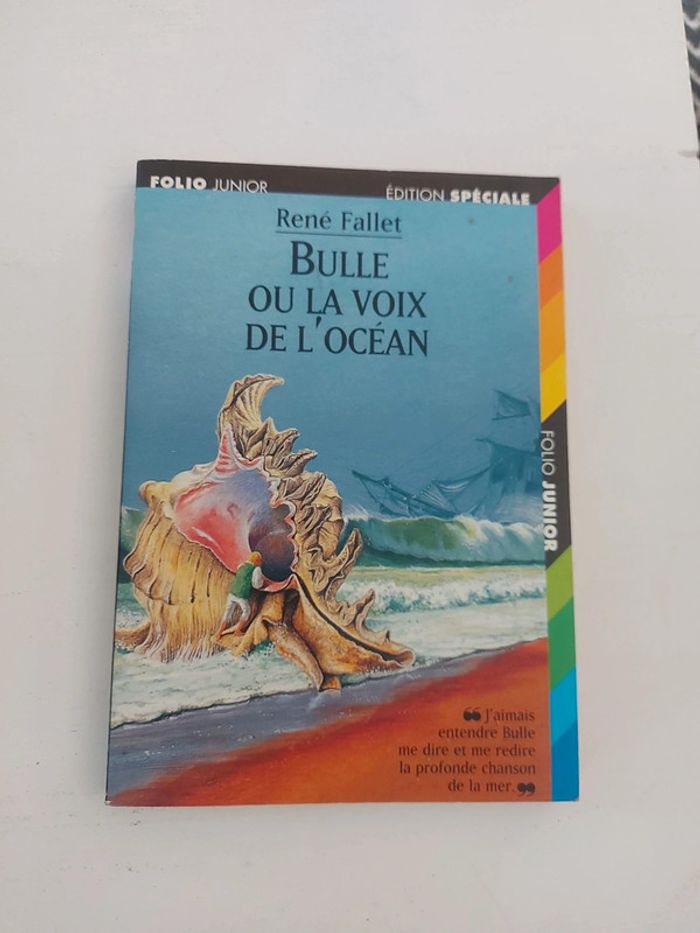 FOLIO JUNIOR
ÉDITION SPÉCIALE
René Fallet
BULLE
OU LA VOIX
DE L'OCÉAN
FOLIO JUNIOR
❝ J'aimais
entendre Bulle
me dire et me redire
la profonde chanson
de la mer. ❞